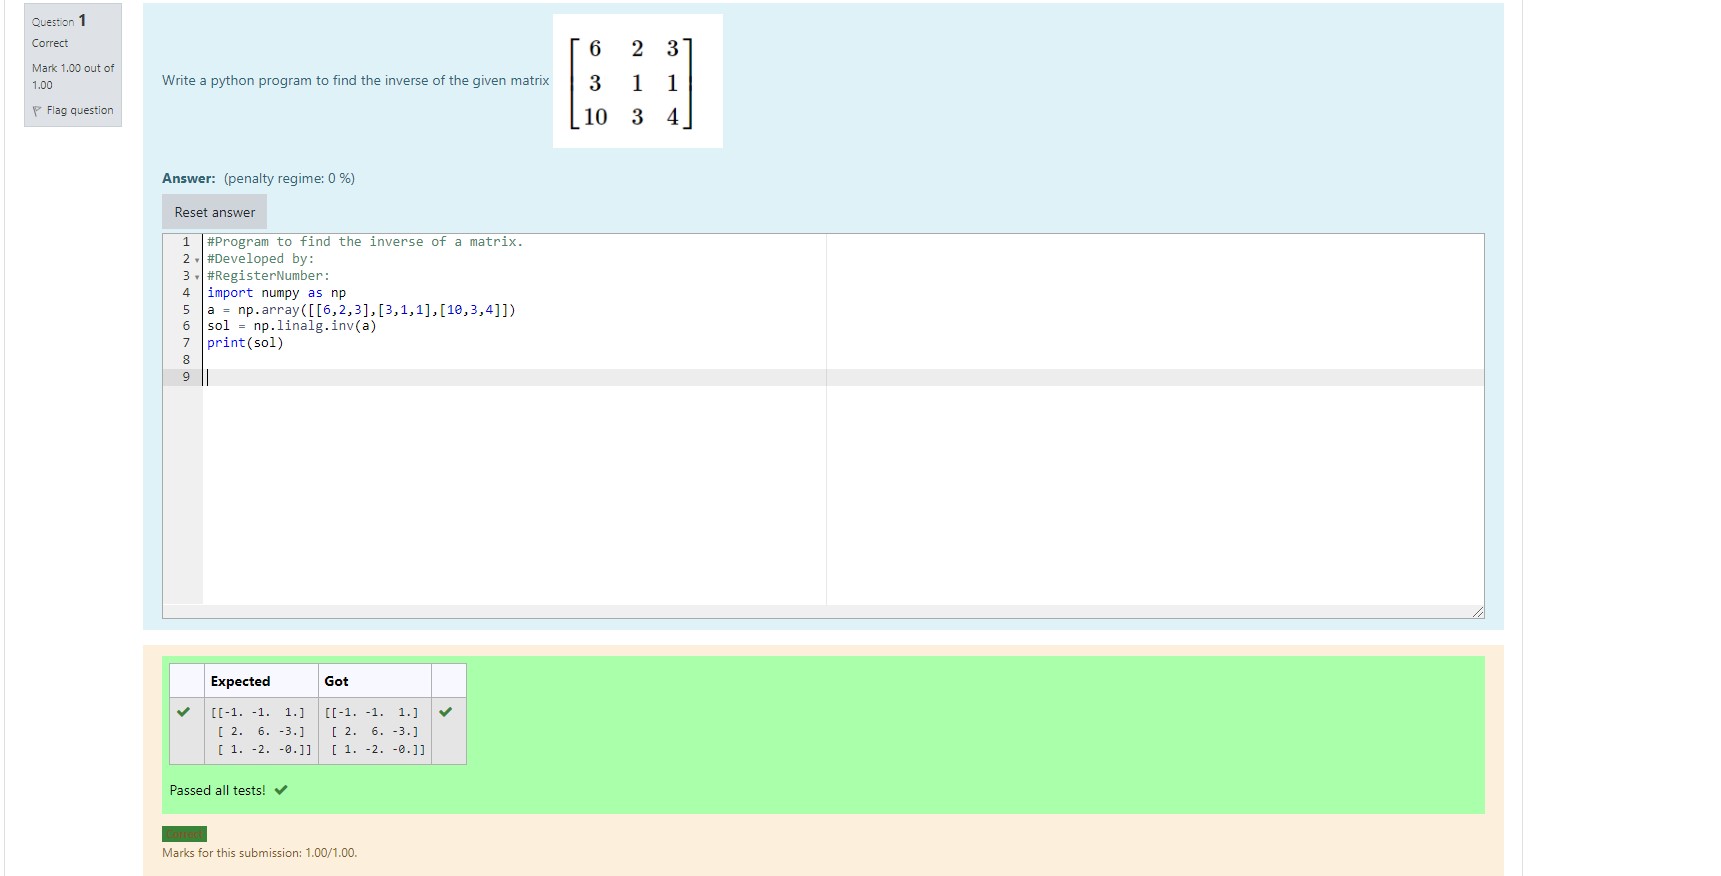 Question 1
Correct
Mark 1.00 out of
1.00
Flag question
Write a python program to find the inverse of the given matrix
6 2 3
3 1 1
10 3 4
Answer: (penalty regime: 0 %)
Reset answer
1 #Program to find the inverse of a matrix.
2 #Developed by:
3 #RegisterNumber:
4 import numpy as np
5 a = np.array([[6,2,3],[3,1,1],[10,3,4]])
6 sol = np.linalg.inv(a)
7 print(sol)
8
9
Expected Got
[[-1. -1.  1.] [[-1. -1.  1.]
[ 2.  6. -3.] [ 2.  6. -3.]
[ 1. -2. -0.]] [ 1. -2. -0.]]
Passed all tests!
Correct
Marks for this submission: 1.00/1.00.